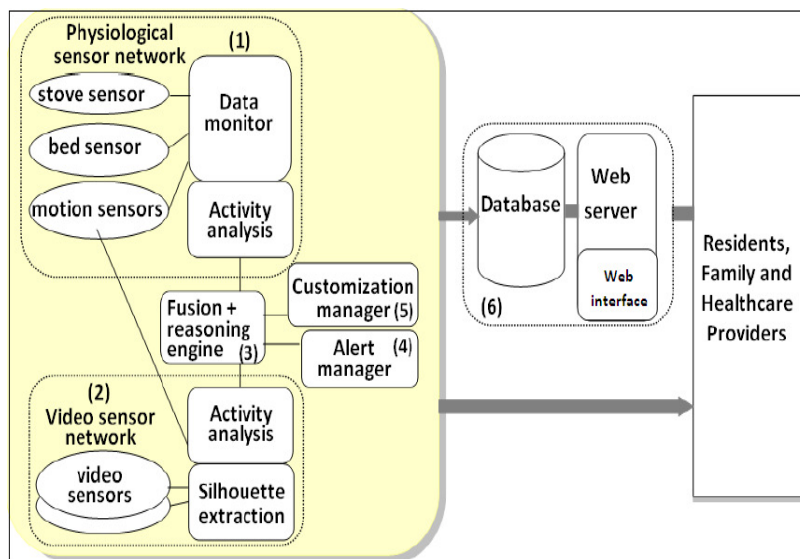 Physiological (1)
sensor network
stove sensor
bed sensor
motion sensors
Data
monitor
Activity
analysis
Fusion +
reasoning
engine (3)
Customization
manager (5)
Alert (4)
manager
(2)
Video sensor
network
video
sensors
Activity
analysis
Silhouette
extraction
Database
Web
server
Web
interface
(6)
Residents,
Family and
Healthcare
Providers